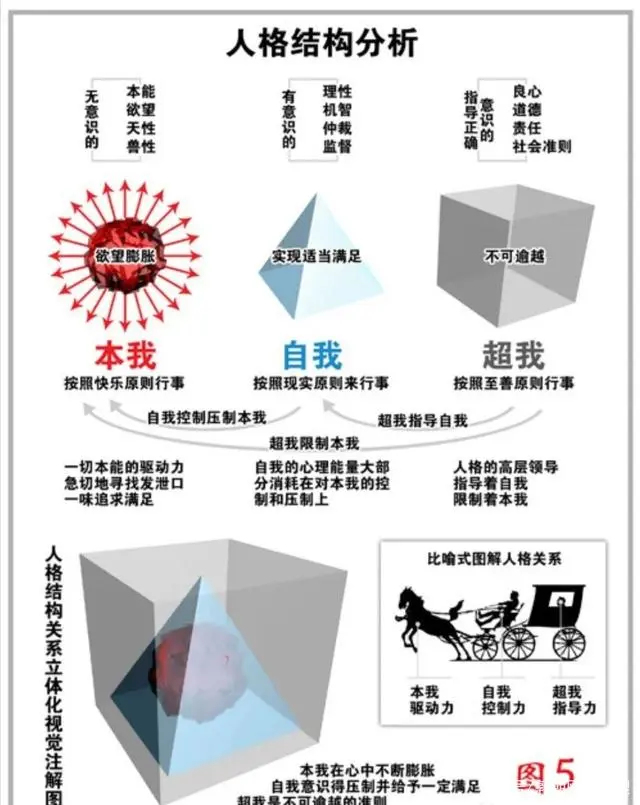 人格结构分析
无意识的
本能
欲望
天性
兽性
有意识的
理性
机智
仲裁
监督
指导正确
意识的
良心
道德
责任
社会准则
欲望膨胀
实现适当满足
不可逾越
本我
自我
超我
按照快乐原则行事
按照现实原则来行事
按照至善原则行事
自我控制压制本我
超我指导自我
超我限制本我
一切本能的驱动力
急切地寻找发泄口
一味追求满足
自我的心理能量大部
分消耗在对本我的控
制和压制上
人格的高层领导
指导着自我
限制着本我
人格结构关系立体化视觉注解图
比喻式图解人格关系
本我
驱动力
自我
控制力
超我
指导力
本我在心中不断膨胀
自我意识得压制并给予一定满足
超我是不可逾越的准则
图5